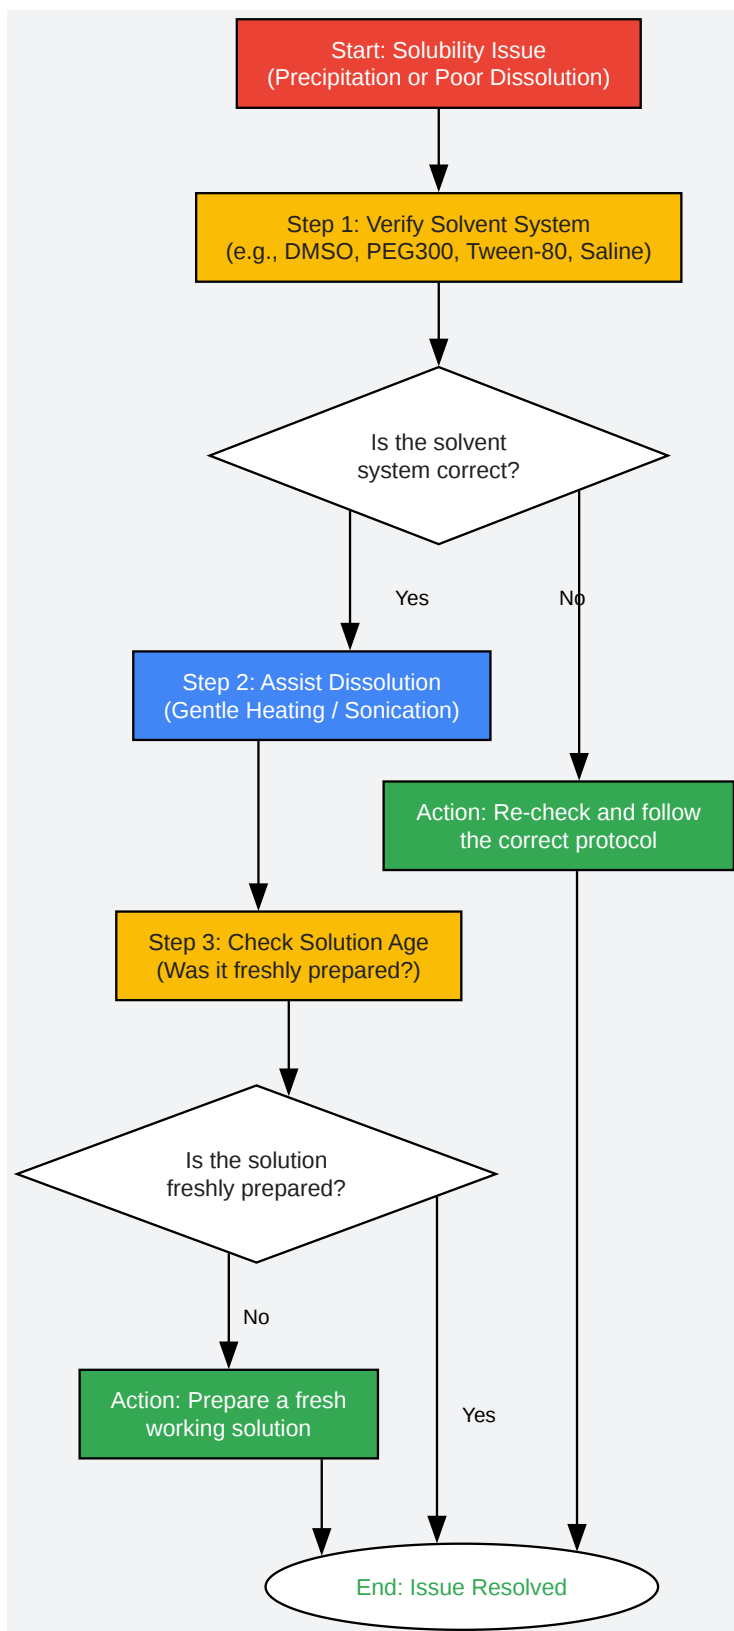 Start: Solubility Issue
(Precipitation or Poor Dissolution)
Step 1: Verify Solvent System
(e.g., DMSO, PEG300, Tween-80, Saline)
Is the solvent
system correct?
Yes
No
Step 2: Assist Dissolution
(Gentle Heating / Sonication)
Action: Re-check and follow
the correct protocol
Step 3: Check Solution Age
(Was it freshly prepared?)
Is the solution
freshly prepared?
No
Action: Prepare a fresh
working solution
Yes
End: Issue Resolved